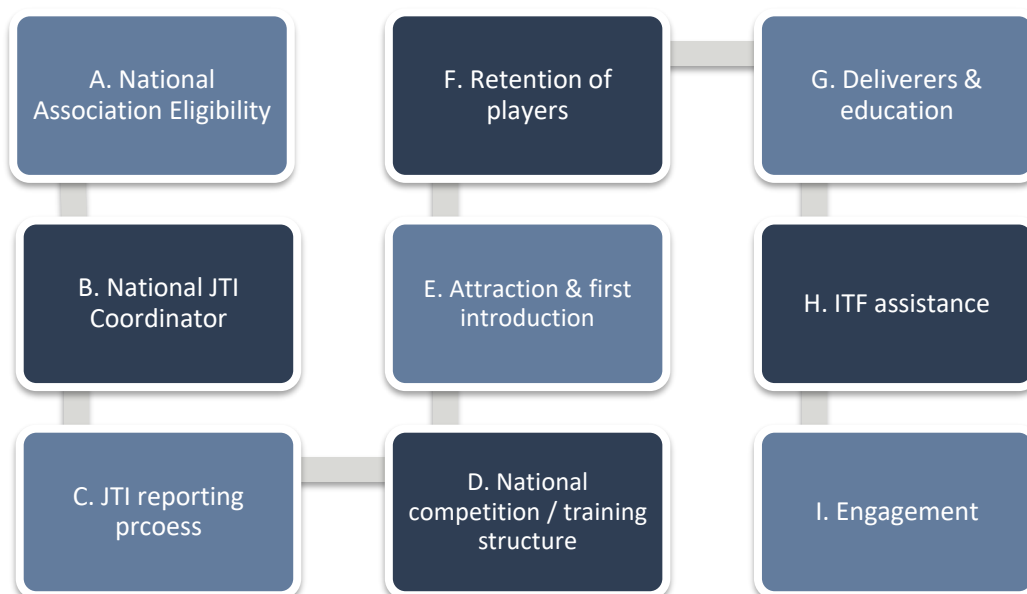 A. National
Association Eligibility
B. National JTI
Coordinator
C. JTI reporting
prcoess
D. National
competition / training
structure
E. Attraction & first
introduction
F. Retention of
players
G. Deliverers &
education
H. ITF assistance
I. Engagement